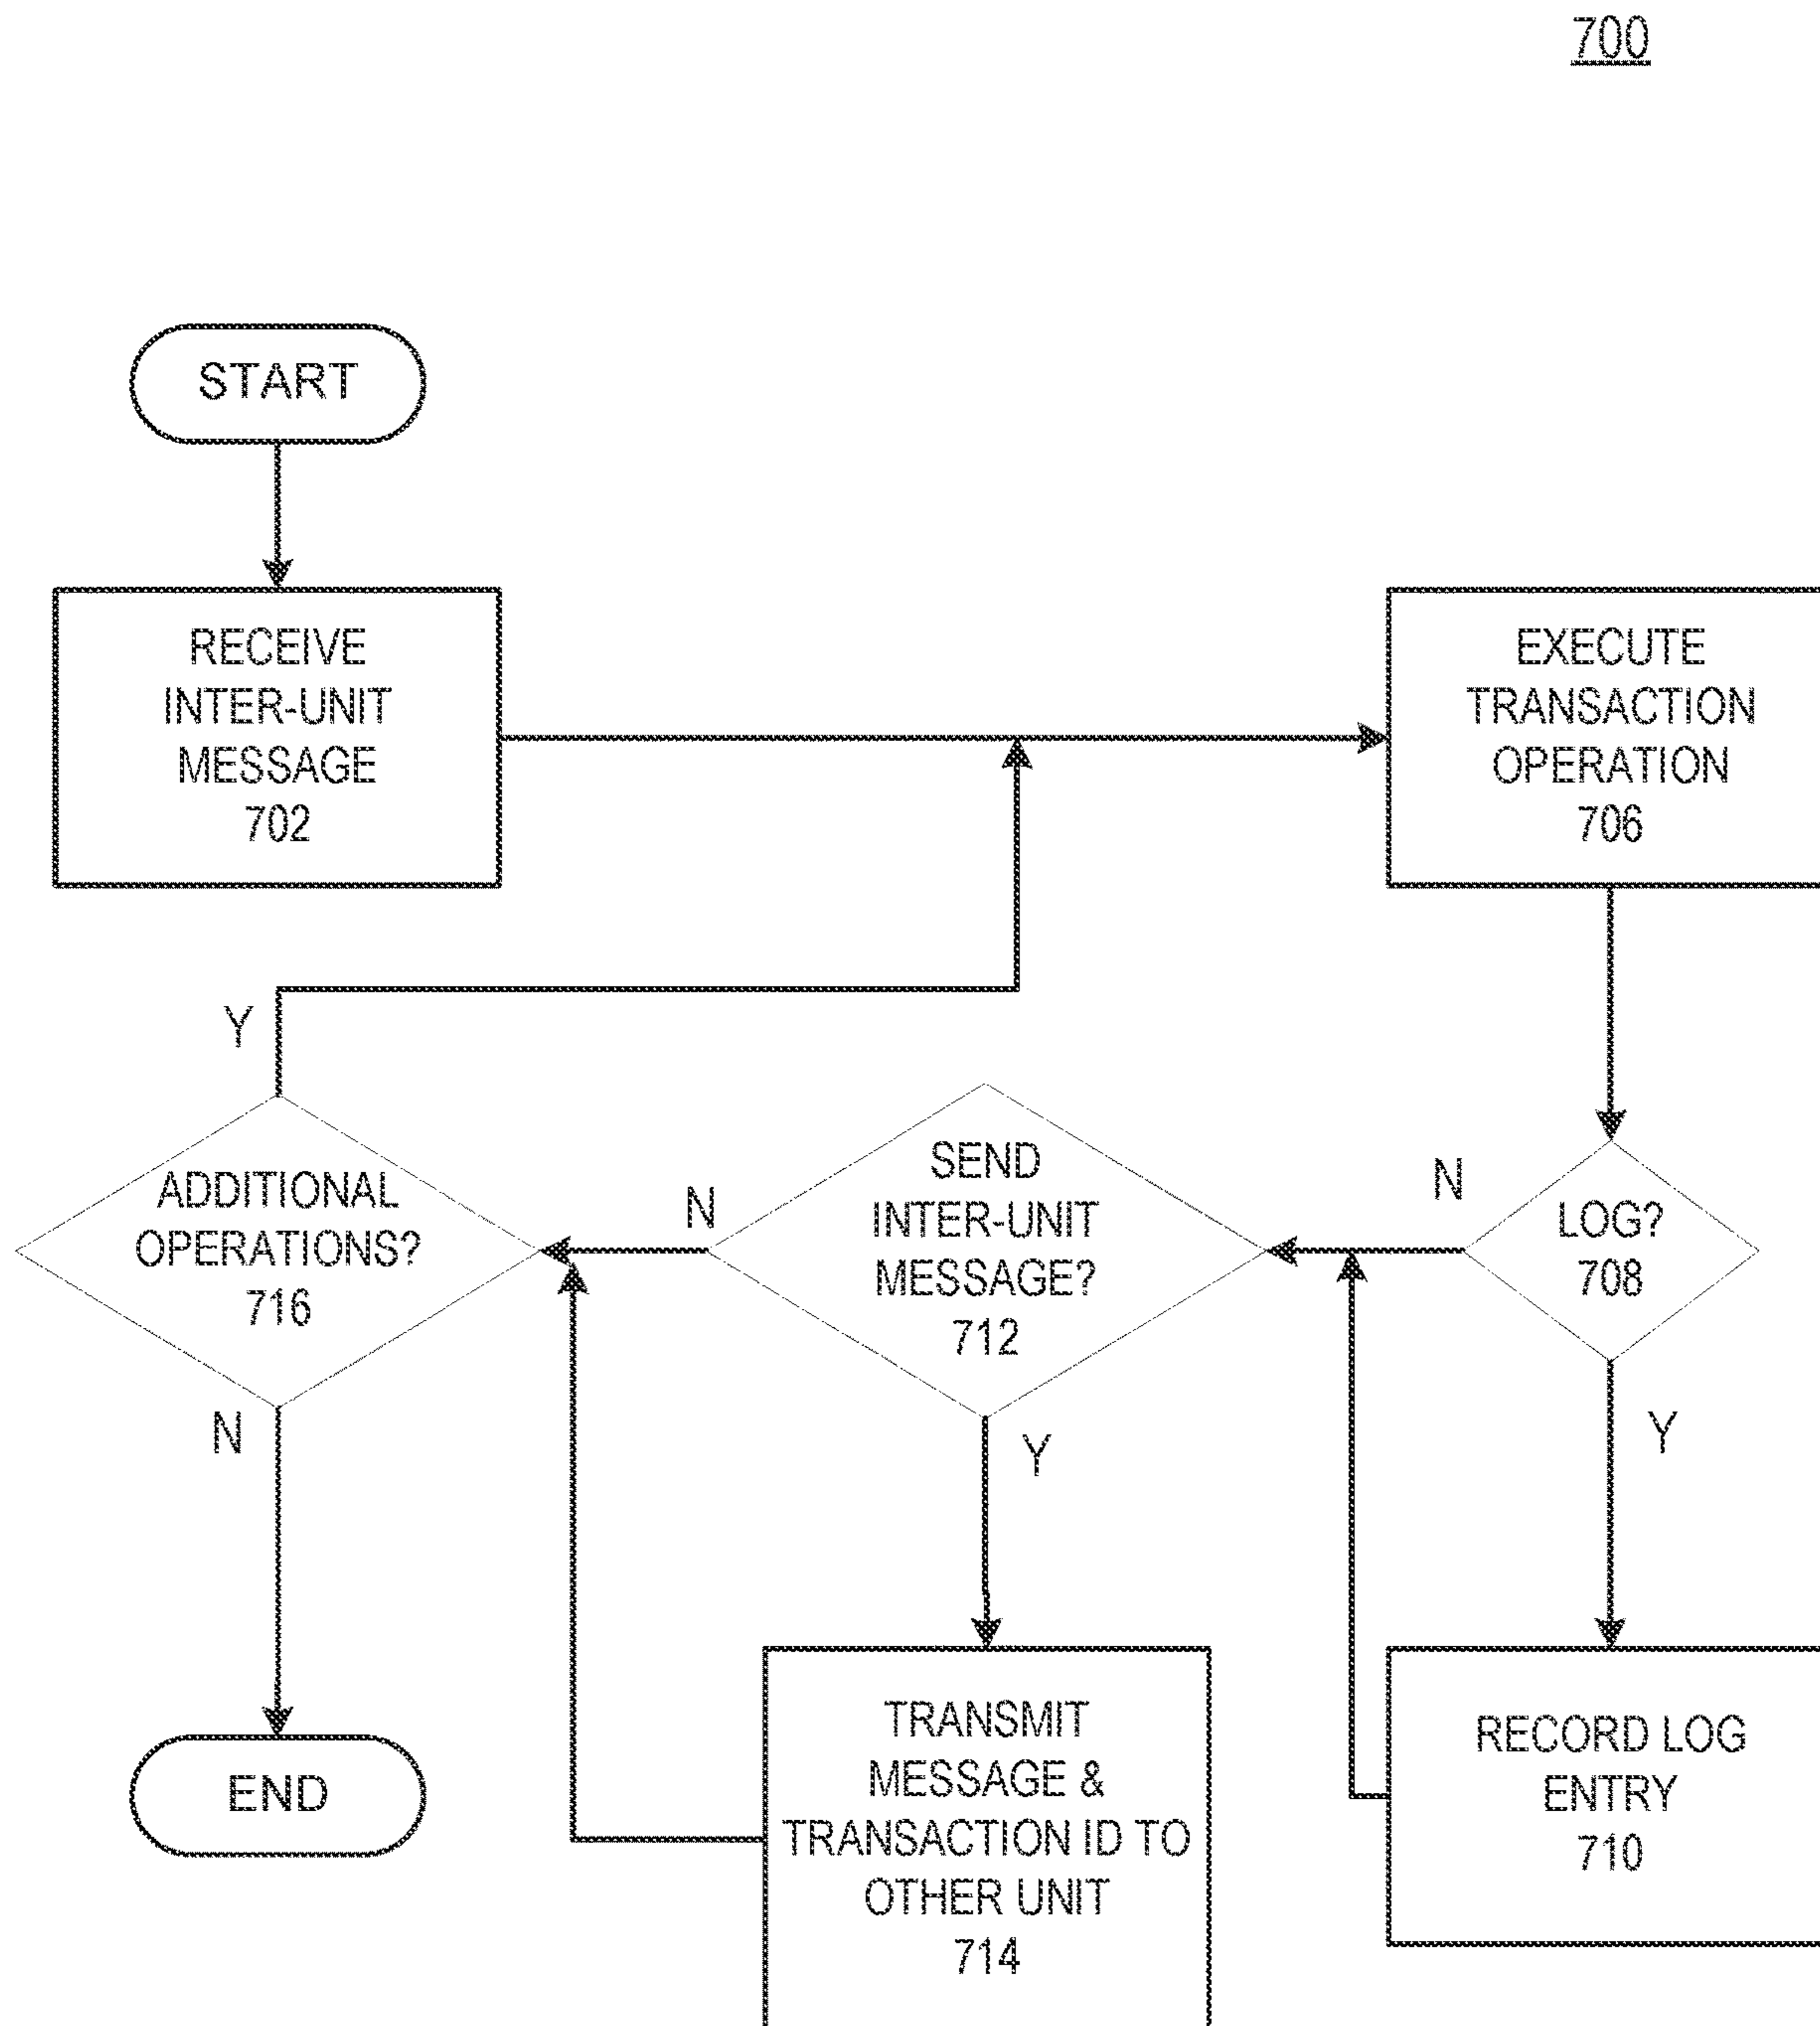 700
START
RECEIVE
INTER-UNIT
MESSAGE
702
EXECUTE
TRANSACTION
OPERATION
706
Y
ADDITIONAL
OPERATIONS?
716
N
SEND
INTER-UNIT
MESSAGE?
712
N
LOG?
708
N
Y
Y
END
TRANSMIT
MESSAGE &
TRANSACTION ID TO
OTHER UNIT
714
RECORD LOG
ENTRY
710